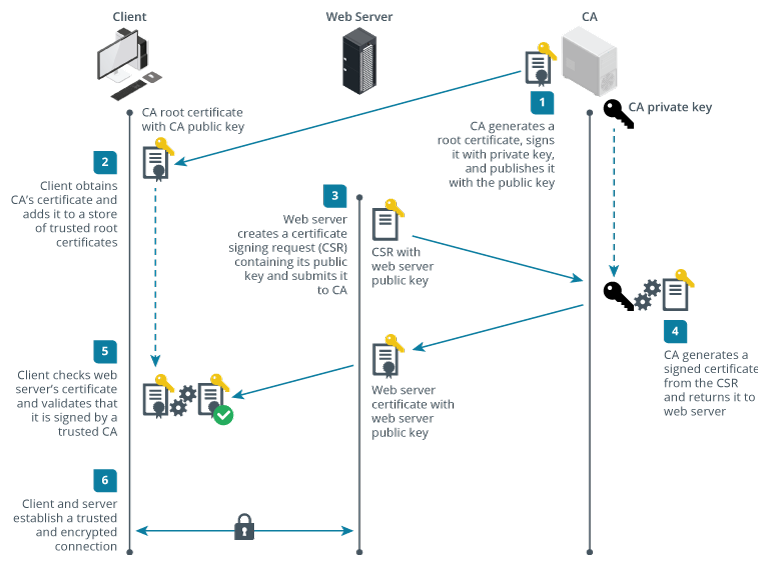 Client
Web Server
CA
CA private key
1
CA generates a
root certificate, signs
it with private key,
and publishes it
with the public key
CA root certificate
with CA public key
2
Client obtains
CA's certificate and
adds it to a store
of trusted root
certificates
3
Web server
creates a certificate
signing request (CSR)
containing its public
key and submits it
to CA
CSR with
web server
public key
4
CA generates a
signed certificate
from the CSR
and returns it to
web server
Web server
certificate with
web server
public key
5
Client checks web
server's certificate
and validates that
it is signed by a
trusted CA
6
Client and server
establish a trusted
and encrypted
connection